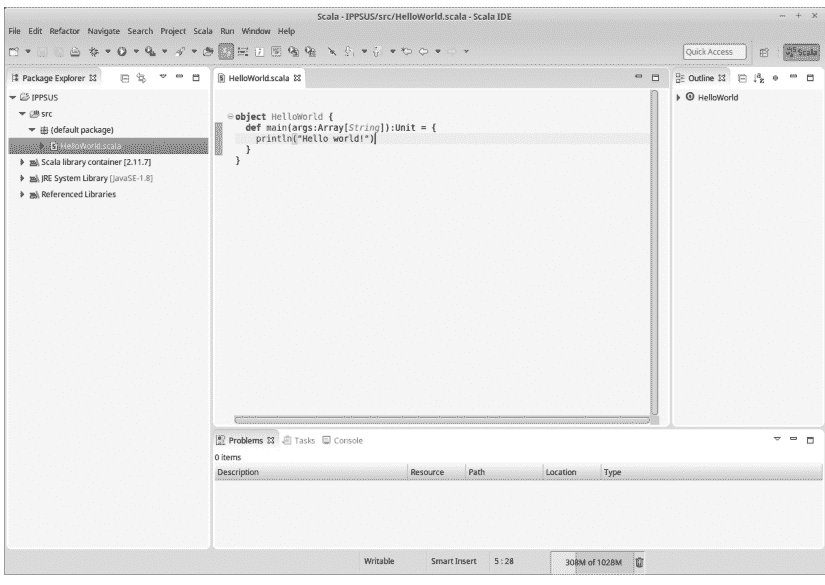 Scala - IPPSUS/src/HelloWorld.scala - Scala IDE
File Edit Refactor Navigate Search Project Scala Run Window Help
Quick Access
Scala
Package Explorer
IPPSUS
src
(default package)
HelloWorld.scala
Scala library container [2.11.7]
JRE System Library [JavaSE-1.8]
Referenced Libraries
HelloWorld.scala
object HelloWorld {
def main(args:Array[String]):Unit = {
println("Hello world!")
}
}
Outline
HelloWorld
Problems Tasks Console
0 items
Description Resource Path Location Type
Writable Smart Insert 5:28 308M of 1028M